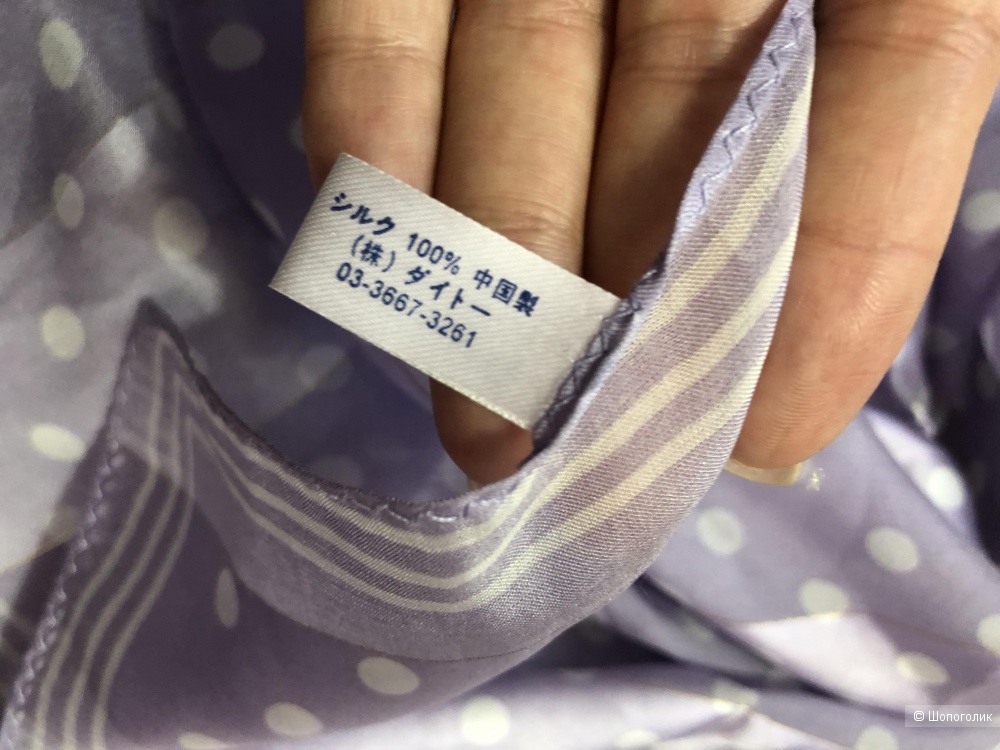 シルク 100% 中国製
(株) ダイトー
03-3667-3261
© Шопоголик